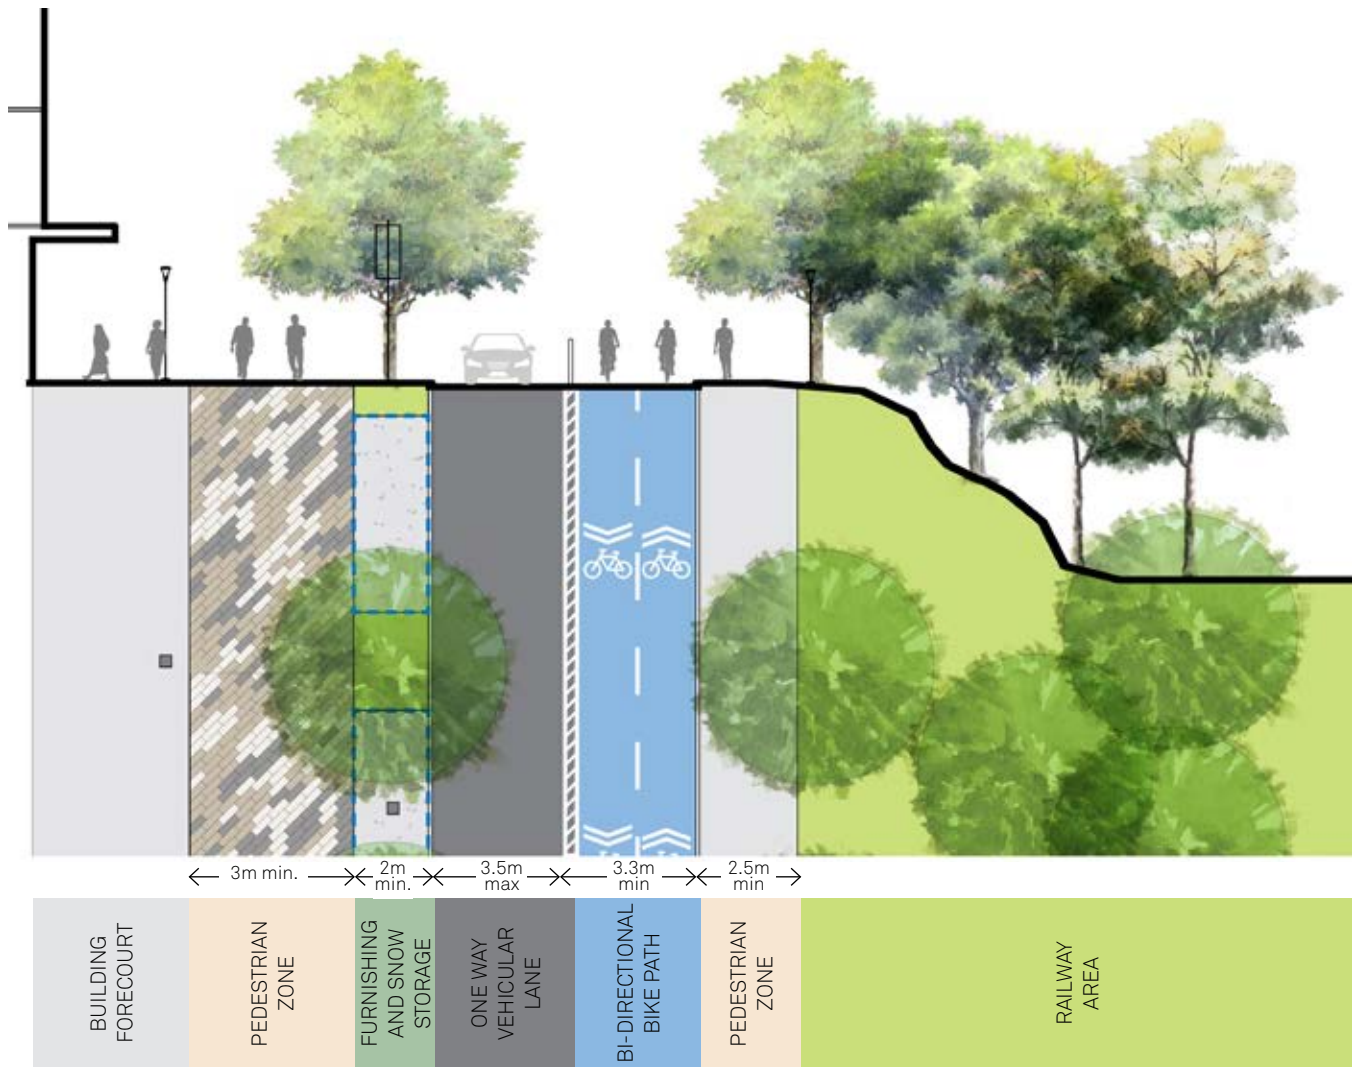 3m min.
2m
min.
3.5m
max
3.3m
min
2.5m
min
BUILDING
FORECOURT
PEDESTRIAN
ZONE
FURNISHING
AND SNOW
STORAGE
ONE WAY
VEHICULAR
LANE
BI-DIRECTIONAL
BIKE PATH
PEDESTRIAN
ZONE
RAILWAY
AREA